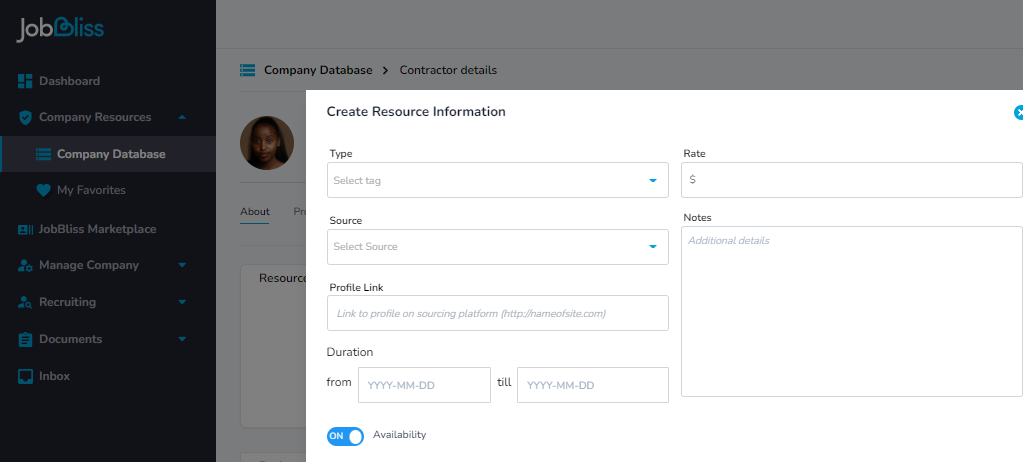 JobBliss
Dashboard
Company Resources
Company Database
My Favorites
JobBliss Marketplace
Manage Company
Recruiting
Documents
Inbox
Company Database > Contractor details
About Pr
Resource
Create Resource Information
Type
Select tag
Source
Select Source
Profile Link
Link to profile on sourcing platform (http://nameofsite.com)
Duration
from YYYY-MM-DD till YYYY-MM-DD
ON Availability
Rate
$
Notes
Additional details